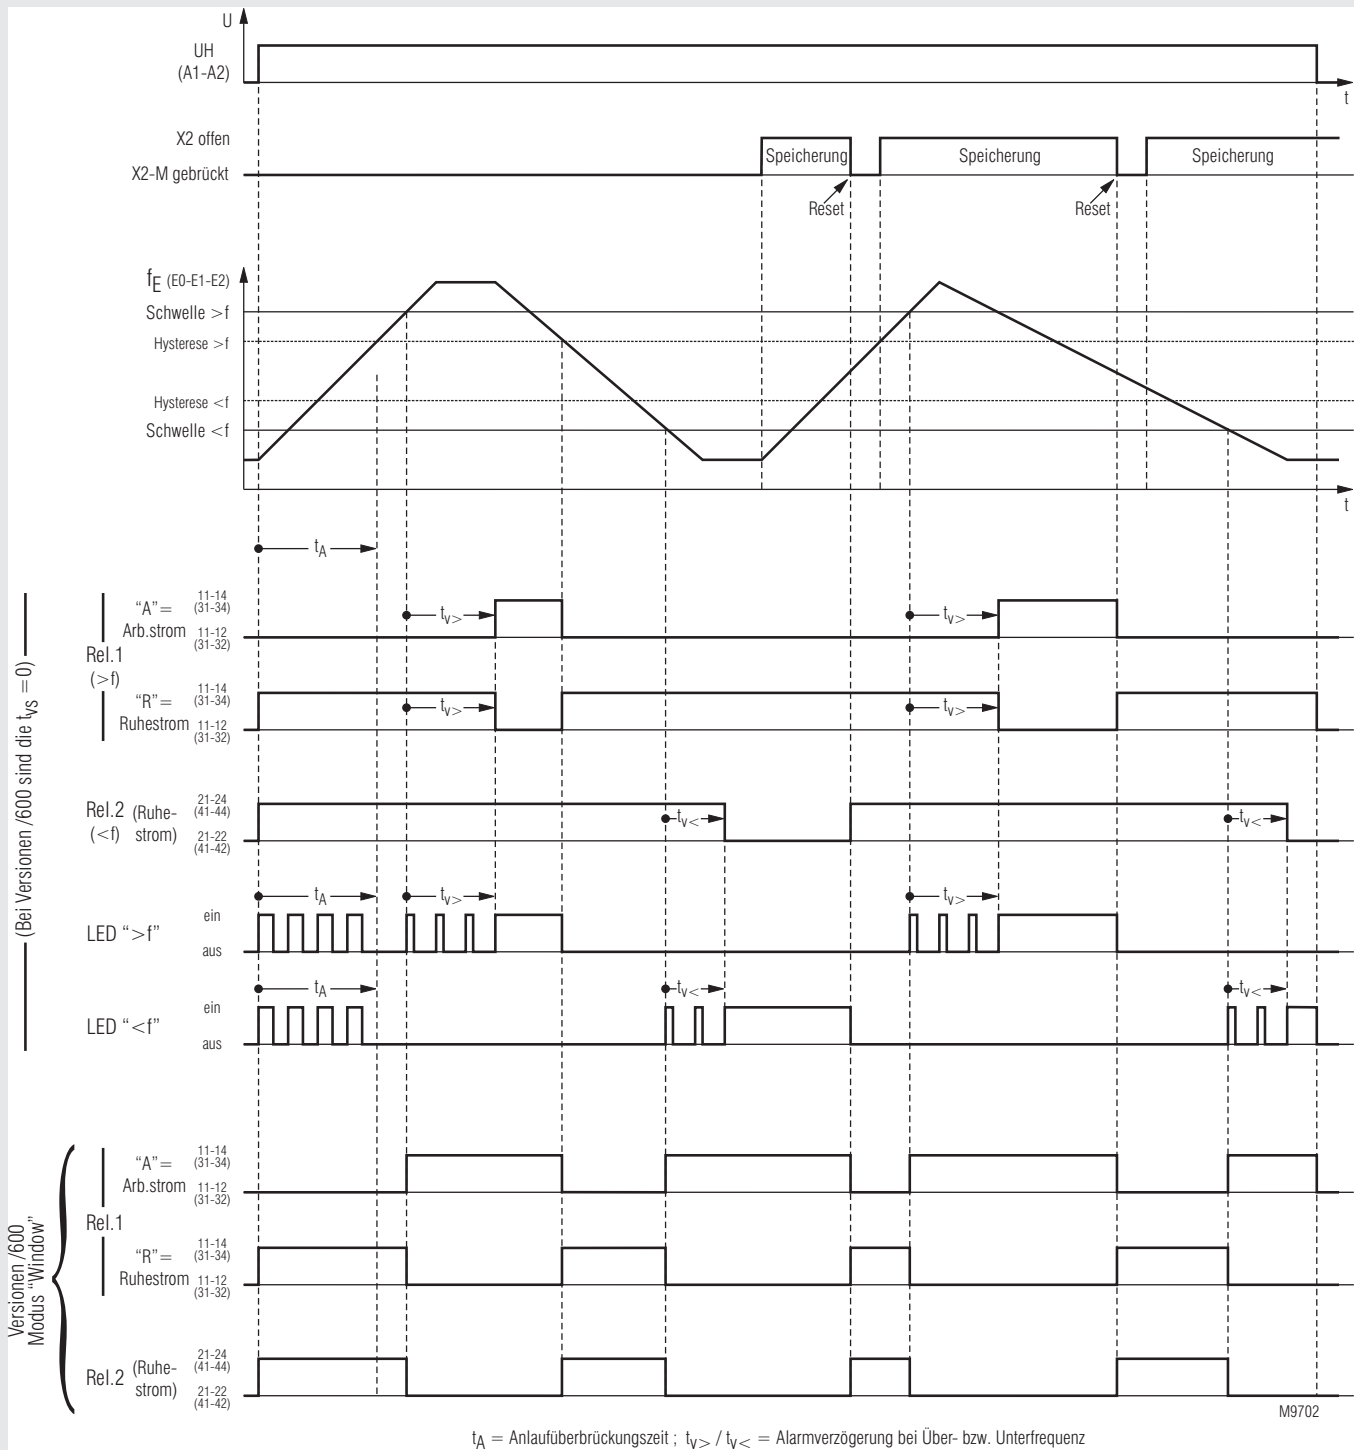 U
UH
(A1-A2)
t
X2 offen
X2-M gebrückt
Speicherung
Speicherung
Speicherung
Reset
Reset
fE (E0-E1-E2)
Schwelle >f
Hysterese >f
Hysterese <f
Schwelle <f
t
tA
(Bei Versionen /600 sind die tvs = 0)
Rel.1
(>f)
"A" =
Arb.strom
11-14
(31-34)
11-12
(31-32)
tv>
tv>
"R" =
Ruhestrom
11-14
(31-34)
11-12
(31-32)
tv>
tv>
Rel.2 (Ruhe-
(<f) strom)
21-24
(41-44)
21-22
(41-42)
tv<
tv<
LED ">f"
ein
aus
tA
tv>
tv>
LED "<f"
ein
aus
tA
tv<
tv<
Versionen /600
Modus "Window"
Rel.1
"A" =
Arb.strom
11-14
(31-34)
11-12
(31-32)
"R" =
Ruhestrom
11-14
(31-34)
11-12
(31-32)
Rel.2 (Ruhe-
strom)
21-24
(41-44)
21-22
(41-42)
M9702
tA = Anlaufüberbrückungszeit ; tv> / tv< = Alarmverzögerung bei Über- bzw. Unterfrequenz